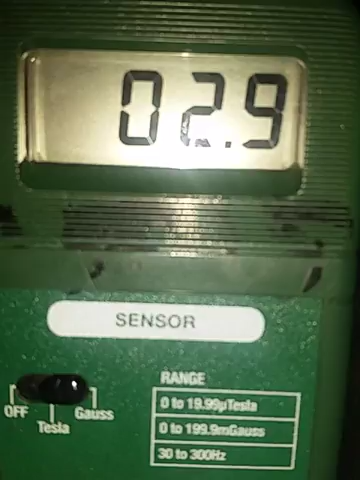 02.9
SENSOR
RANGE
0 to 19.99µTesla
0 to 199.9mGauss
30 to 300Hz
OFF
Tesla
Gauss